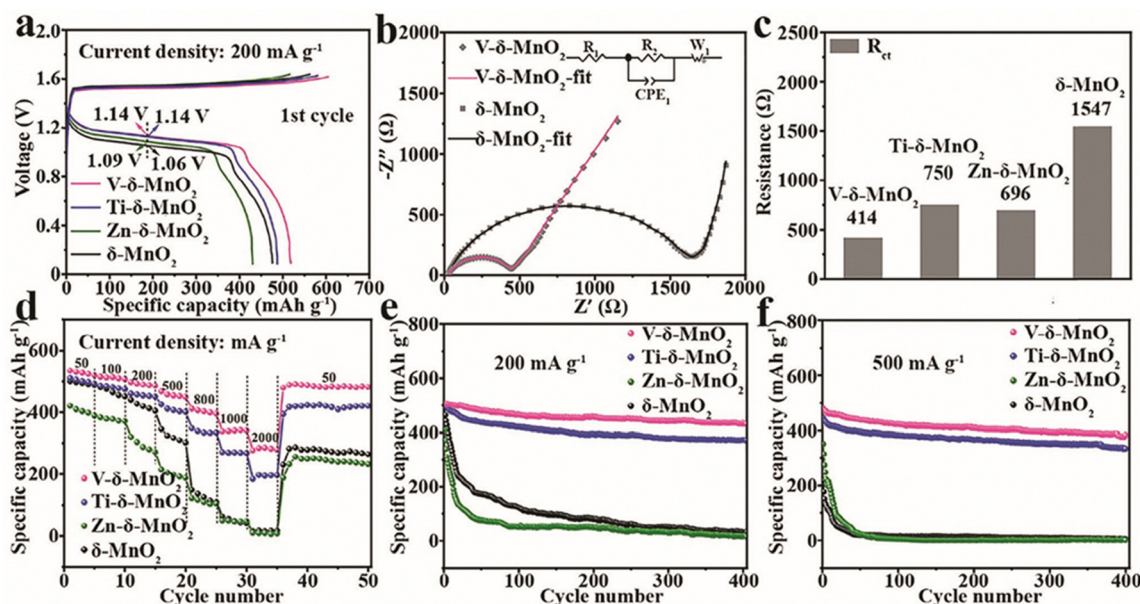 a
Current density: 200 mA g⁻¹
1st cycle
1.14 V
1.14 V
1.09 V
1.06 V
V-δ-MnO₂
Ti-δ-MnO₂
Zn-δ-MnO₂
δ-MnO₂
Voltage (V)
0.0
0.4
0.8
1.2
1.6
2.0
0 100 200 300 400 500 600 700
Specific capacity (mAh g⁻¹)
b
V-δ-MnO₂
V-δ-MnO₂-fit
δ-MnO₂
δ-MnO₂-fit
R₁
R₂
W₁
CPE₁
-Z'' (Ω)
0
500
1000
1500
2000
0 500 1000 1500 2000
Z' (Ω)
c
R_ct
V-δ-MnO₂
414
Ti-δ-MnO₂
750
Zn-δ-MnO₂
696
δ-MnO₂
1547
Resistance (Ω)
0
500
1000
1500
2000
2500
d
Current density: mA g⁻¹
50
100
200
500
800
1000
2000
50
V-δ-MnO₂
Ti-δ-MnO
Zn-δ-MnO₂
δ-MnO₂
Specific capacity (mAh g⁻¹)
0
200
400
600
0 10 20 30 40 50
Cycle number
e
200 mA g⁻¹
V-δ-MnO₂
Ti-δ-MnO₂
Zn-δ-MnO₂
δ-MnO₂
Specific capacity (mAh g⁻¹)
0
200
400
600
800
0 100 200 300 400
Cycle number
f
500 mA g⁻¹
V-δ-MnO₂
Ti-δ-MnO₂
Zn-δ-MnO₂
δ-MnO₂
Specific capacity (mAh g⁻¹)
0
200
400
600
800
0 100 200 300 400
Cycle number